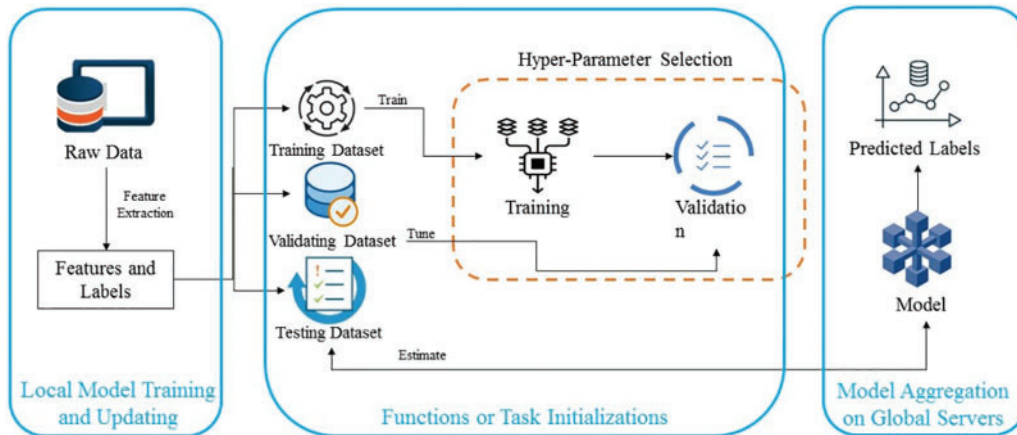 Raw Data
Feature
Extraction
Features and
Labels
Local Model Training
and Updating
Training Dataset
Validating Dataset
Testing Dataset
Train
Tune
Estimate
Hyper-Parameter Selection
Training
Validatio
n
Functions or Task Initializations
Predicted Labels
Model
Model Aggregation
on Global Servers